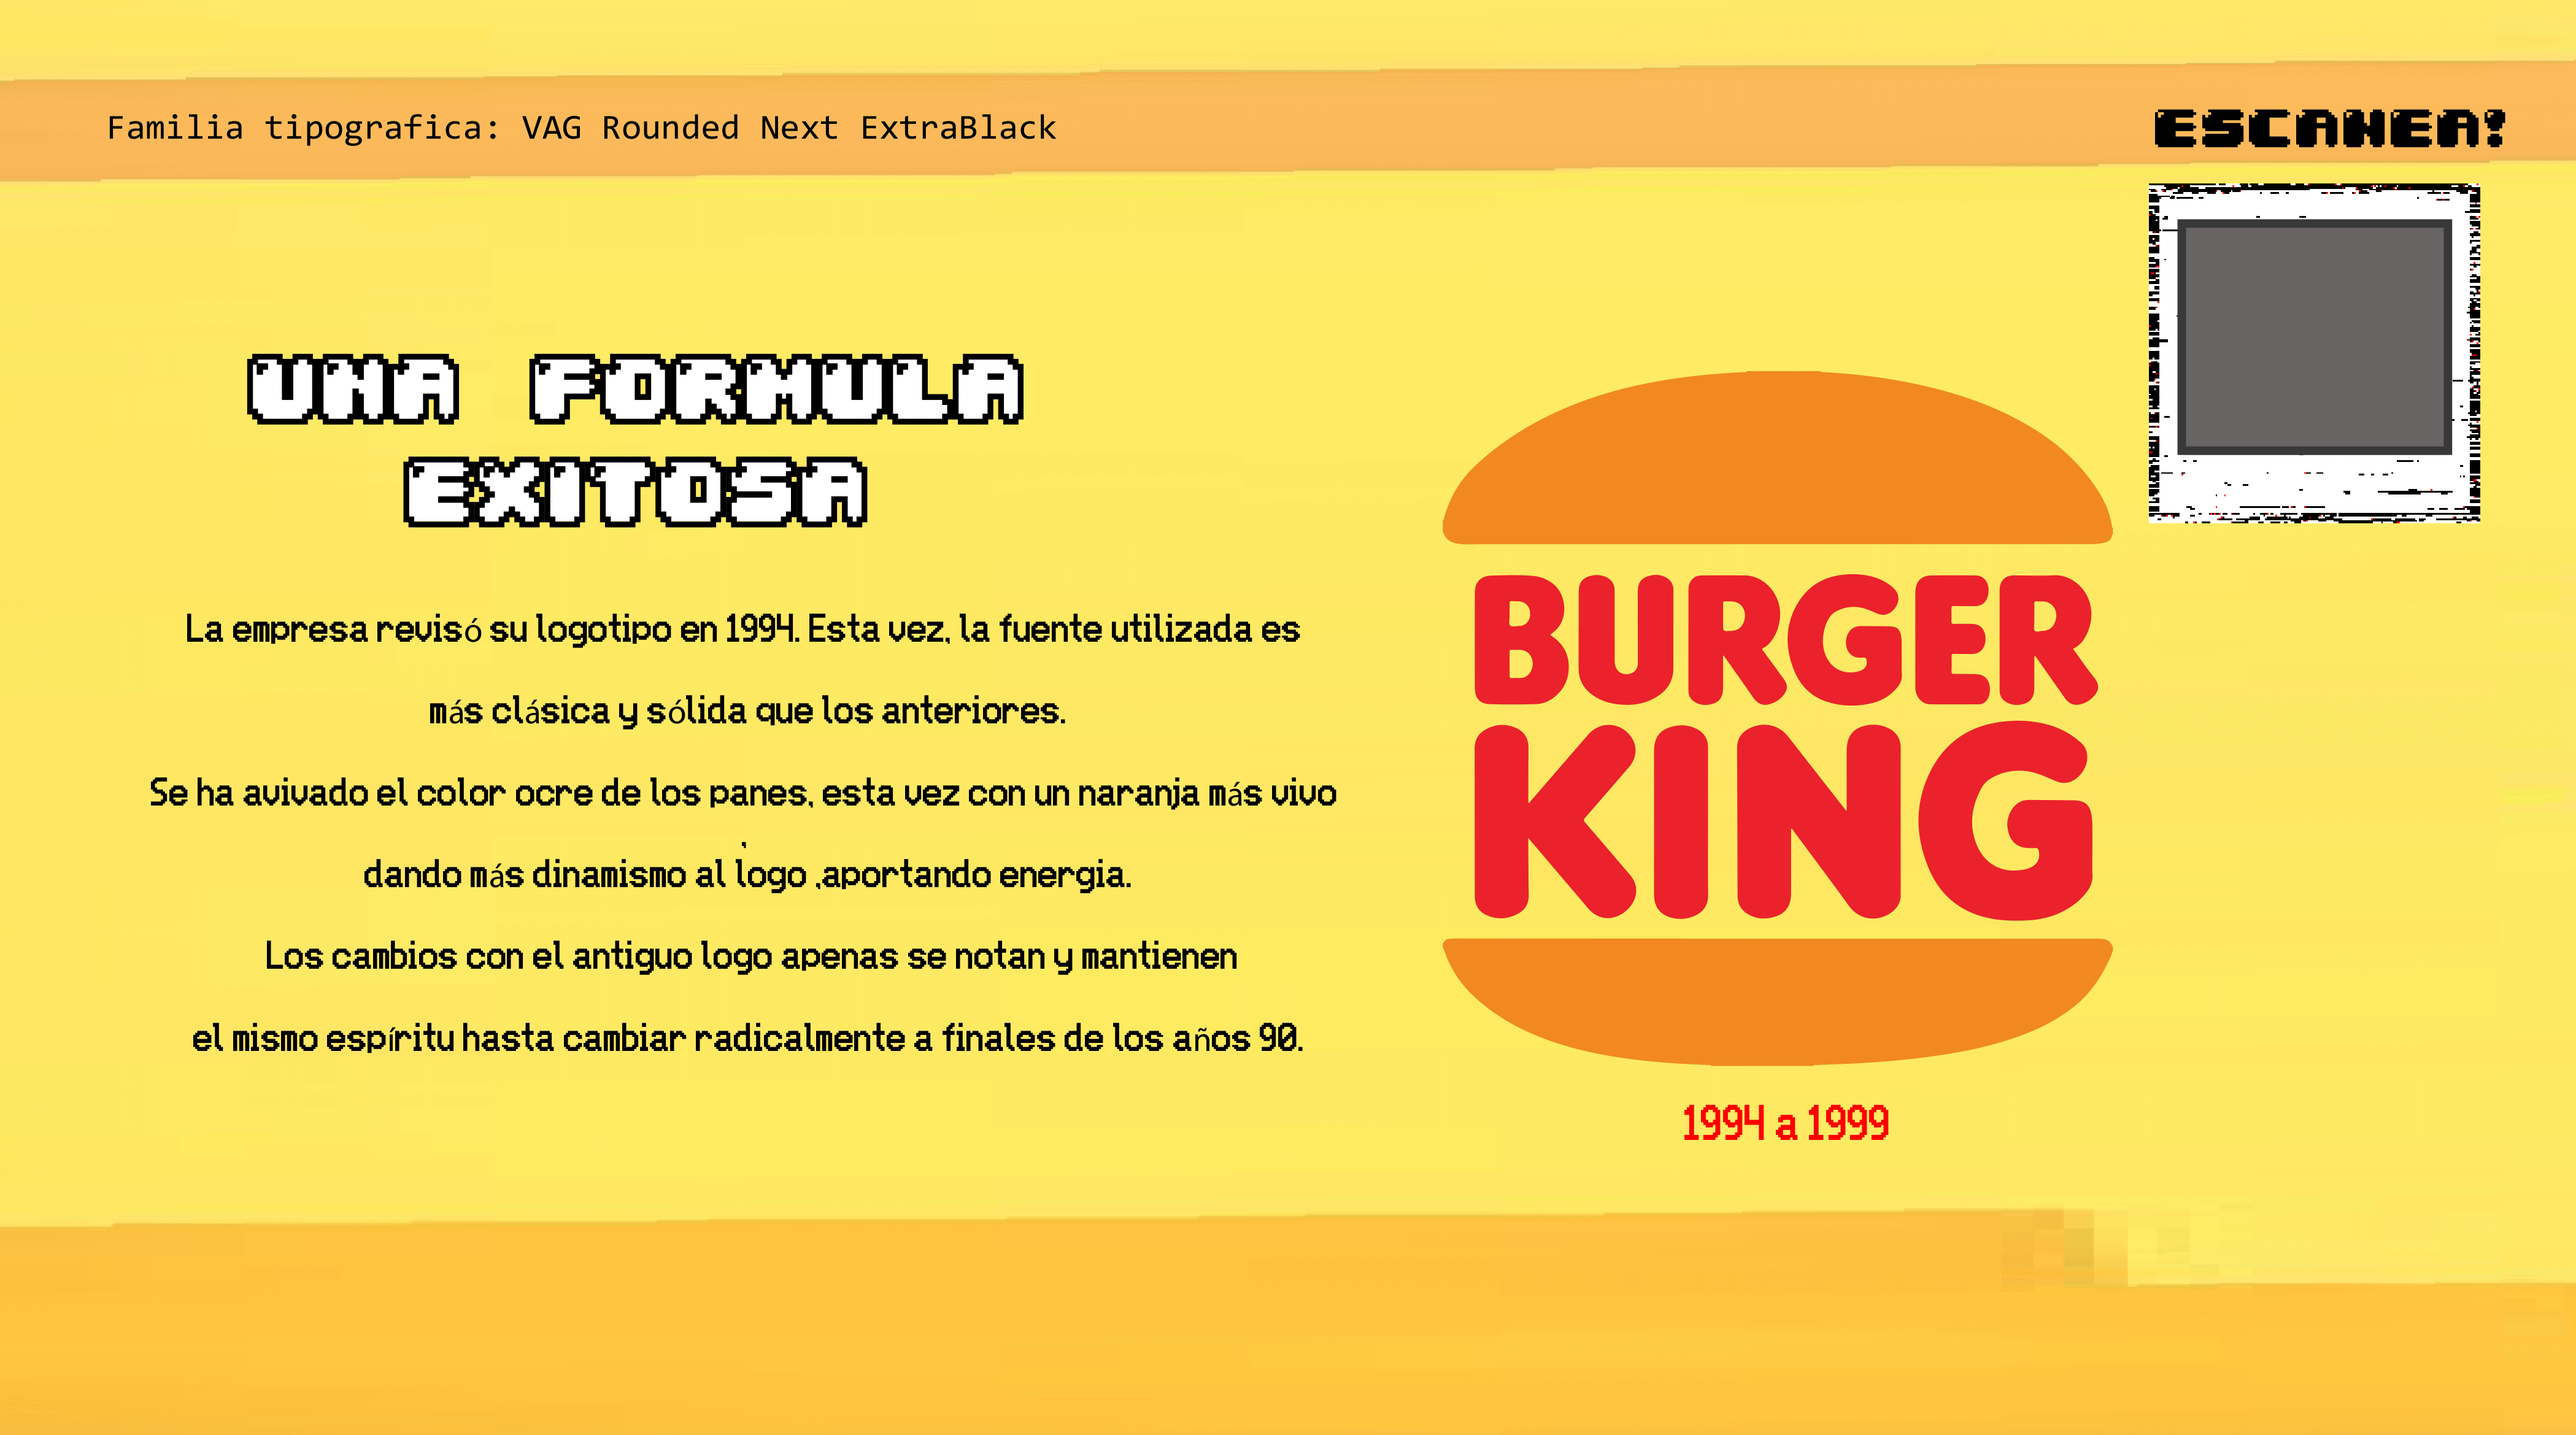 Familia tipografica: VAG Rounded Next ExtraBlack
ESCANEA!
UNA FORMULA
EXITOSA
La empresa revisó su logotipo en 1994. Esta vez, la fuente utilizada es
más clásica y sólida que los anteriores.
Se ha avivado el color ocre de los panes, esta vez con un naranja más vivo
dando más dinamismo al logo ,aportando energia.
Los cambios con el antiguo logo apenas se notan y mantienen
el mismo espíritu hasta cambiar radicalmente a finales de los años 90.
BURGER
KING
1994 a 1999